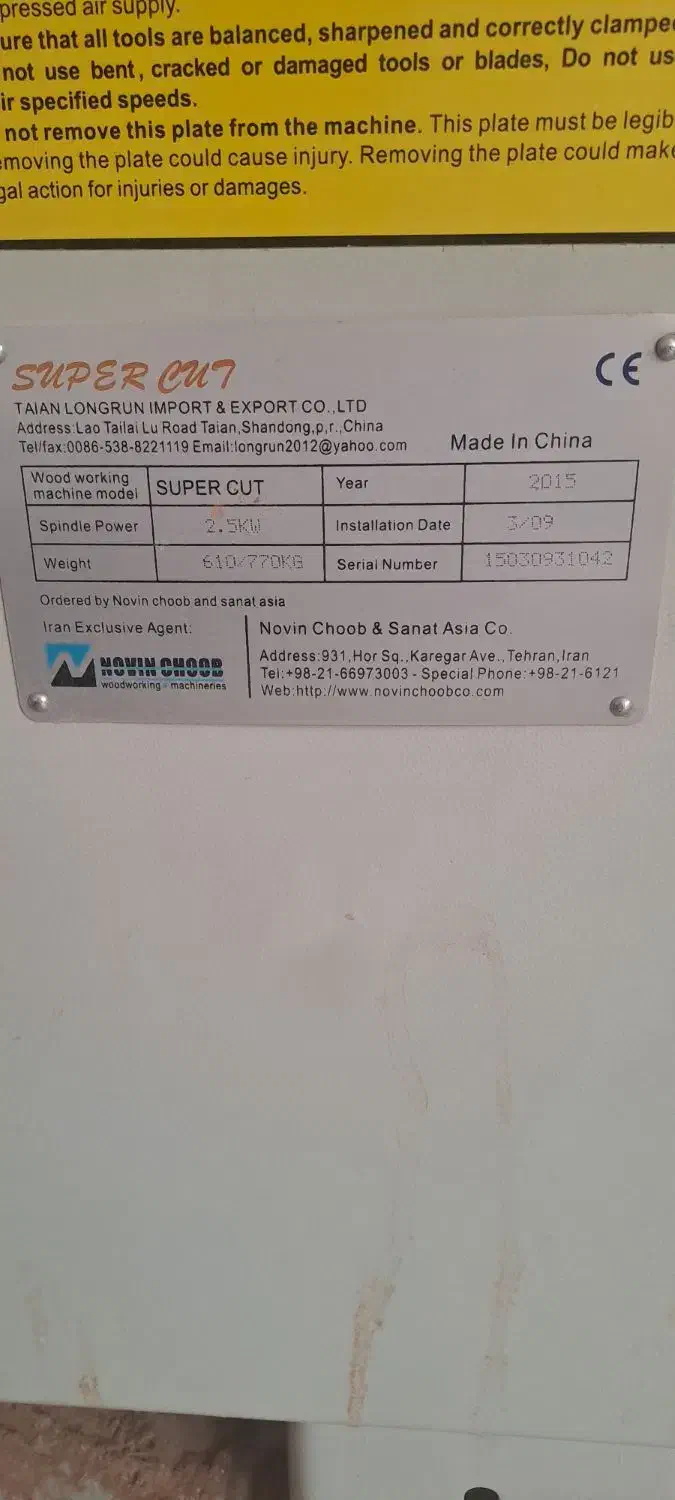 pressed air supply.
ure that all tools are balanced, sharpened and correctly clampe
not use bent, cracked or damaged tools or blades, Do not us
ir specified speeds.
not remove this plate from the machine. This plate must be legib
emoving the plate could cause injury. Removing the plate could make
gal action for injuries or damages.
SUPER CUT
CE
TAIAN LONGRUN IMPORT & EXPORT CO.,LTD
Address:Lao Tailai Lu Road Taian,Shandong,p,r.,China
Tel/fax:0086-538-8221119 Email:longrun2012@yahoo.com
Made In China
Wood working machine model SUPER CUT Year 2015
Spindle Power 2.5KW Installation Date 3/09
Weight 610/770KG Serial Number 15030931042
Ordered by Novin choob and sanat asia
Iran Exclusive Agent:
NOVIN CHOOB
woodworking machineries
Novin Choob & Sanat Asia Co.
Address:931,Hor Sq.,Karegar Ave.,Tehran,Iran
Tel:+98-21-66973003 - Special Phone:+98-21-6121
Web:http://www.novinchoobco.com